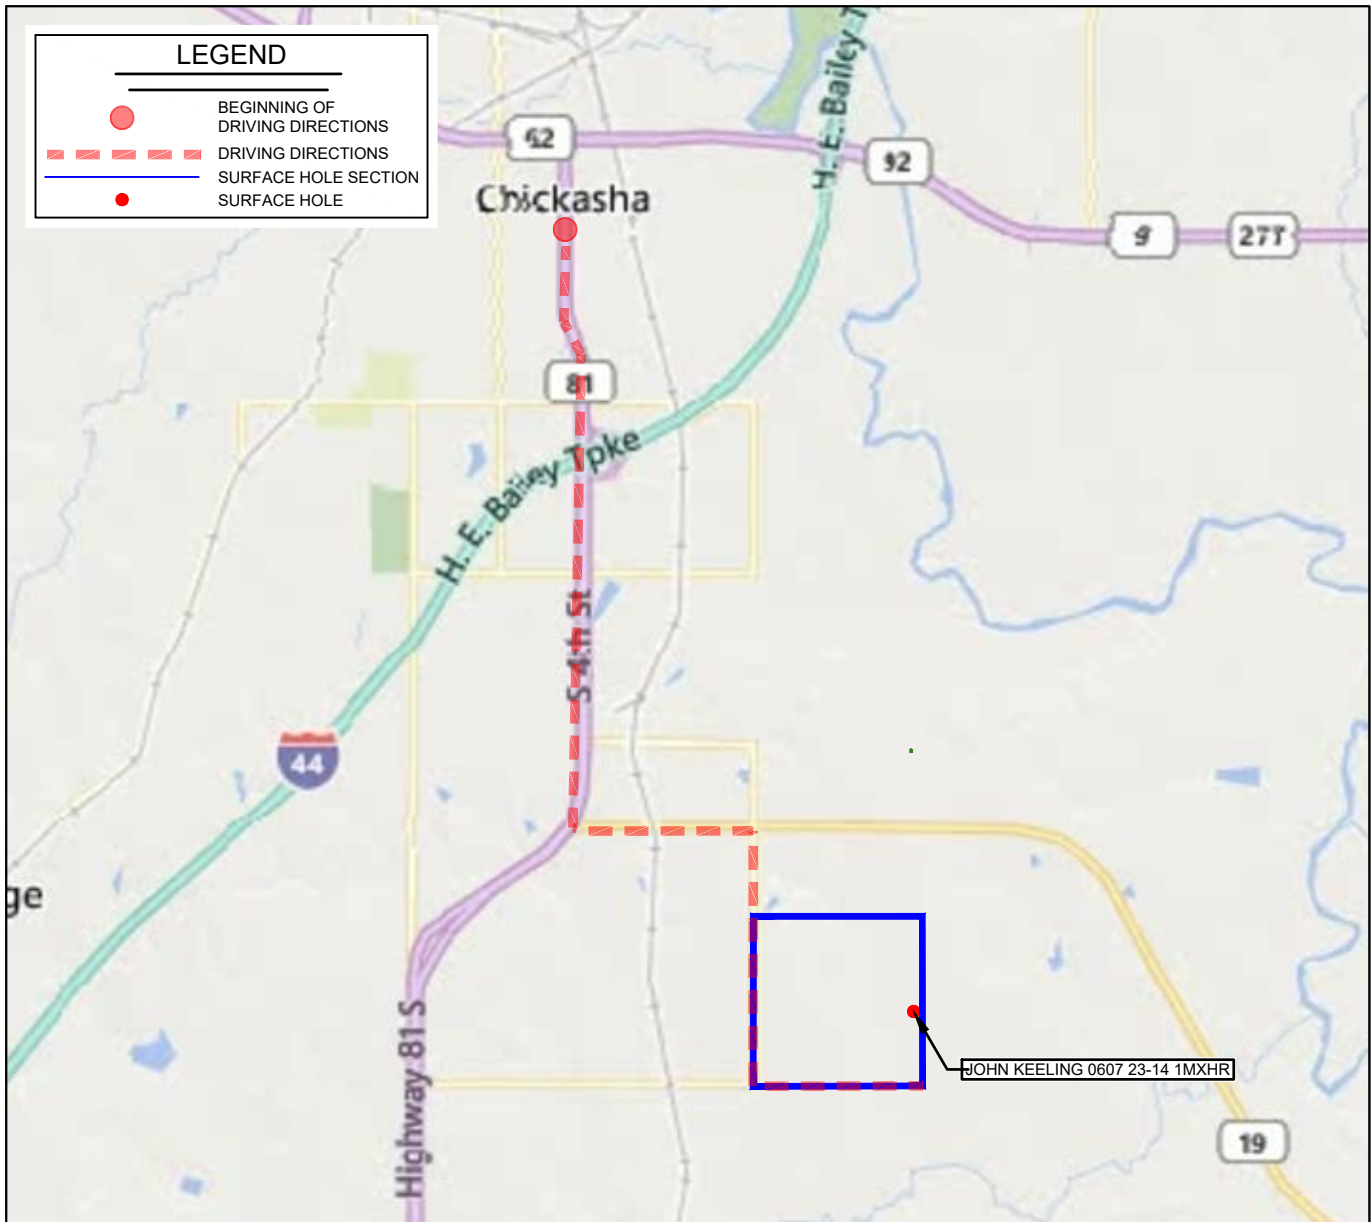 LEGEND
BEGINNING OF
DRIVING DIRECTIONS
DRIVING DIRECTIONS
SURFACE HOLE SECTION
SURFACE HOLE
H. E. Bailey T
62
92
Chickasha
9
277
81
H. E. Bailey Tpke
S 4th St
44
ge
Highway 81 S
JOHN KEELING 0607 23-14 1MXHR
19